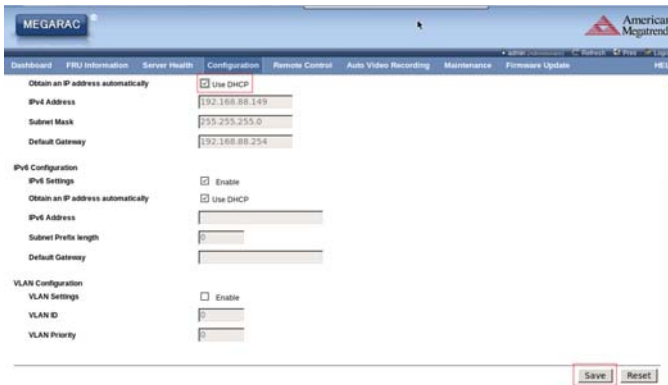 MEGARAC
American
Megatrend
admin (Administrator) Refresh Print Log
Dashboard FRU Information Server Health Configuration Remote Control Auto Video Recording Maintenance Firmware Update HEL
Obtain an IP address automatically Use DHCP
IPv4 Address 192.168.88.149
Subnet Mask 255.255.255.0
Default Gateway 192.168.88.254
IPv6 Configuration
IPv6 Settings Enable
Obtain an IP address automatically Use DHCP
IPv6 Address
Subnet Prefix length 0
Default Gateway
VLAN Configuration
VLAN Settings Enable
VLAN ID 0
VLAN Priority 0
Save Reset